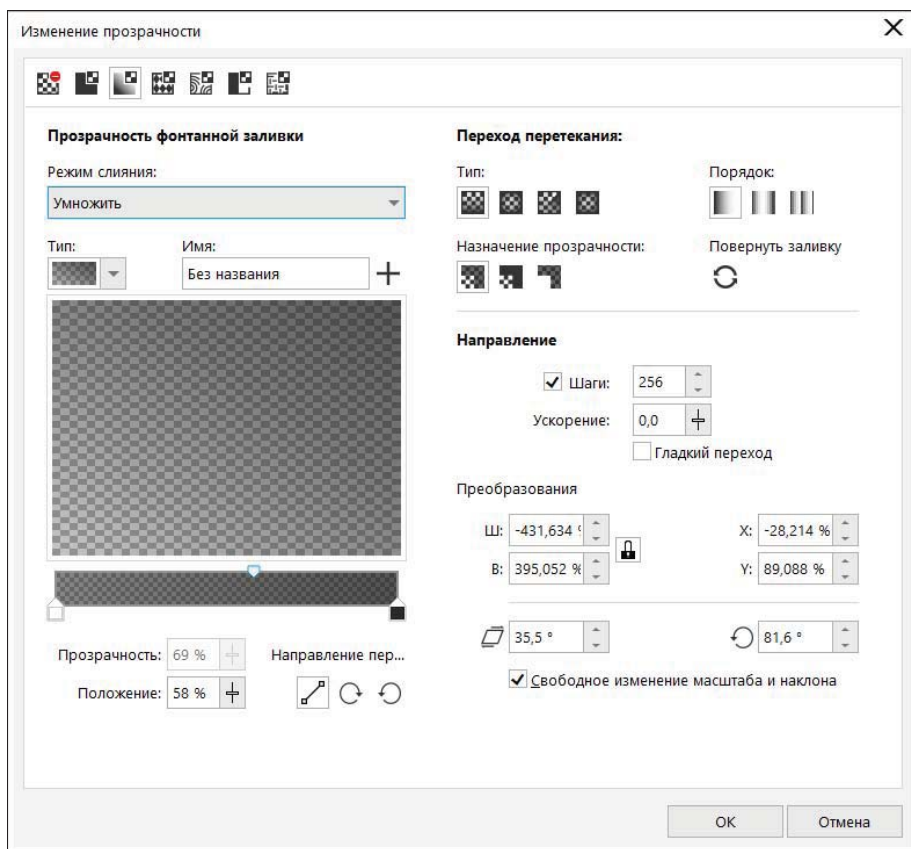 Изменение прозрачности
Прозрачность фонтанной заливки
Режим слияния:
Умножить
Тип:
Имя:
Без названия
Прозрачность: 69 %
Направление пер...
Положение: 58 %
Переход перетекания:
Тип:
Порядок:
Назначение прозрачности:
Повернуть заливку
Направление
Шаги: 256
Ускорение: 0,0
Гладкий переход
Преобразования
Ш: -431,634 %
X: -28,214 %
В: 395,052 %
Y: 89,088 %
35,5 °
81,6 °
Свободное изменение масштаба и наклона
ОК
Отмена